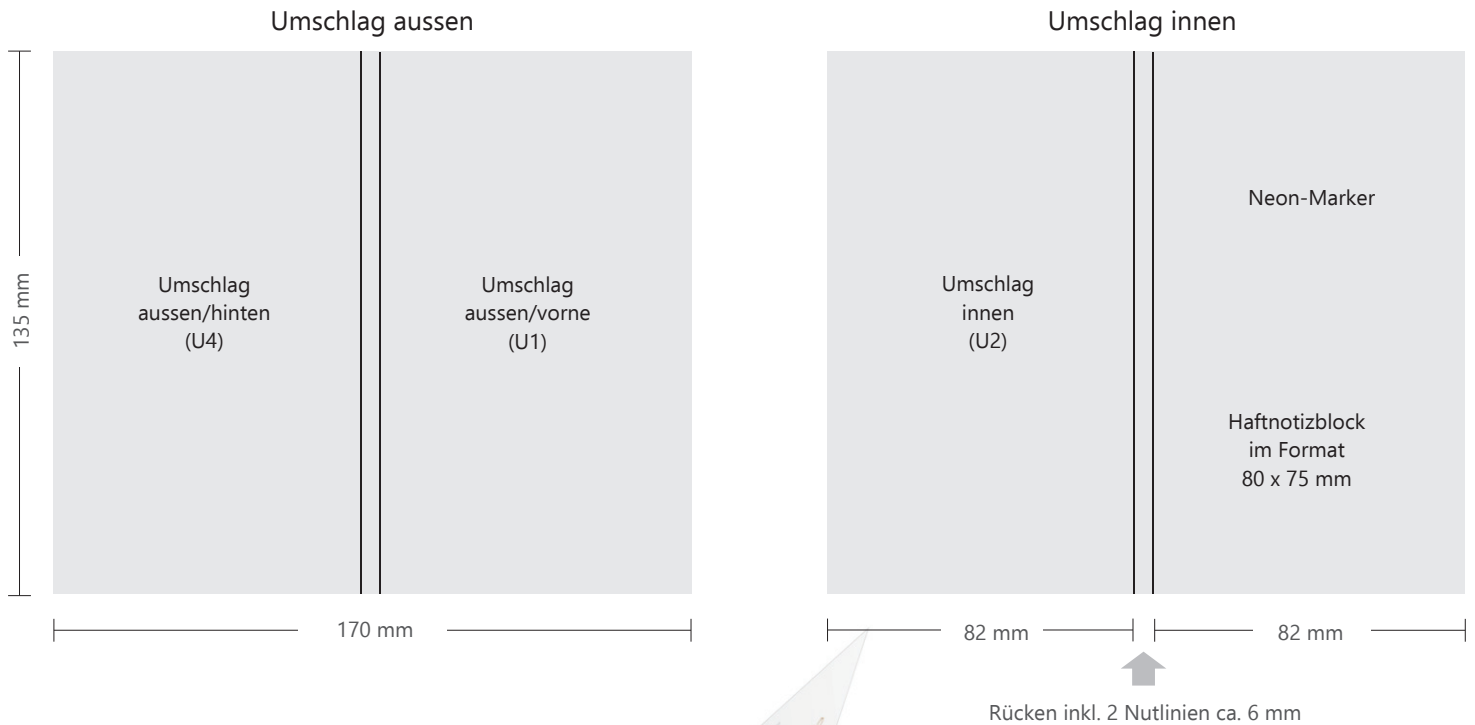 Umschlag aussen
135 mm
Umschlag
aussen/hinten
(U4)
Umschlag
aussen/vorne
(U1)
170 mm
Umschlag innen
Umschlag
innen
(U2)
Neon-Marker
Haftnotizblock
im Format
80 x 75 mm
82 mm
82 mm
Rücken inkl. 2 Nutlinien ca. 6 mm